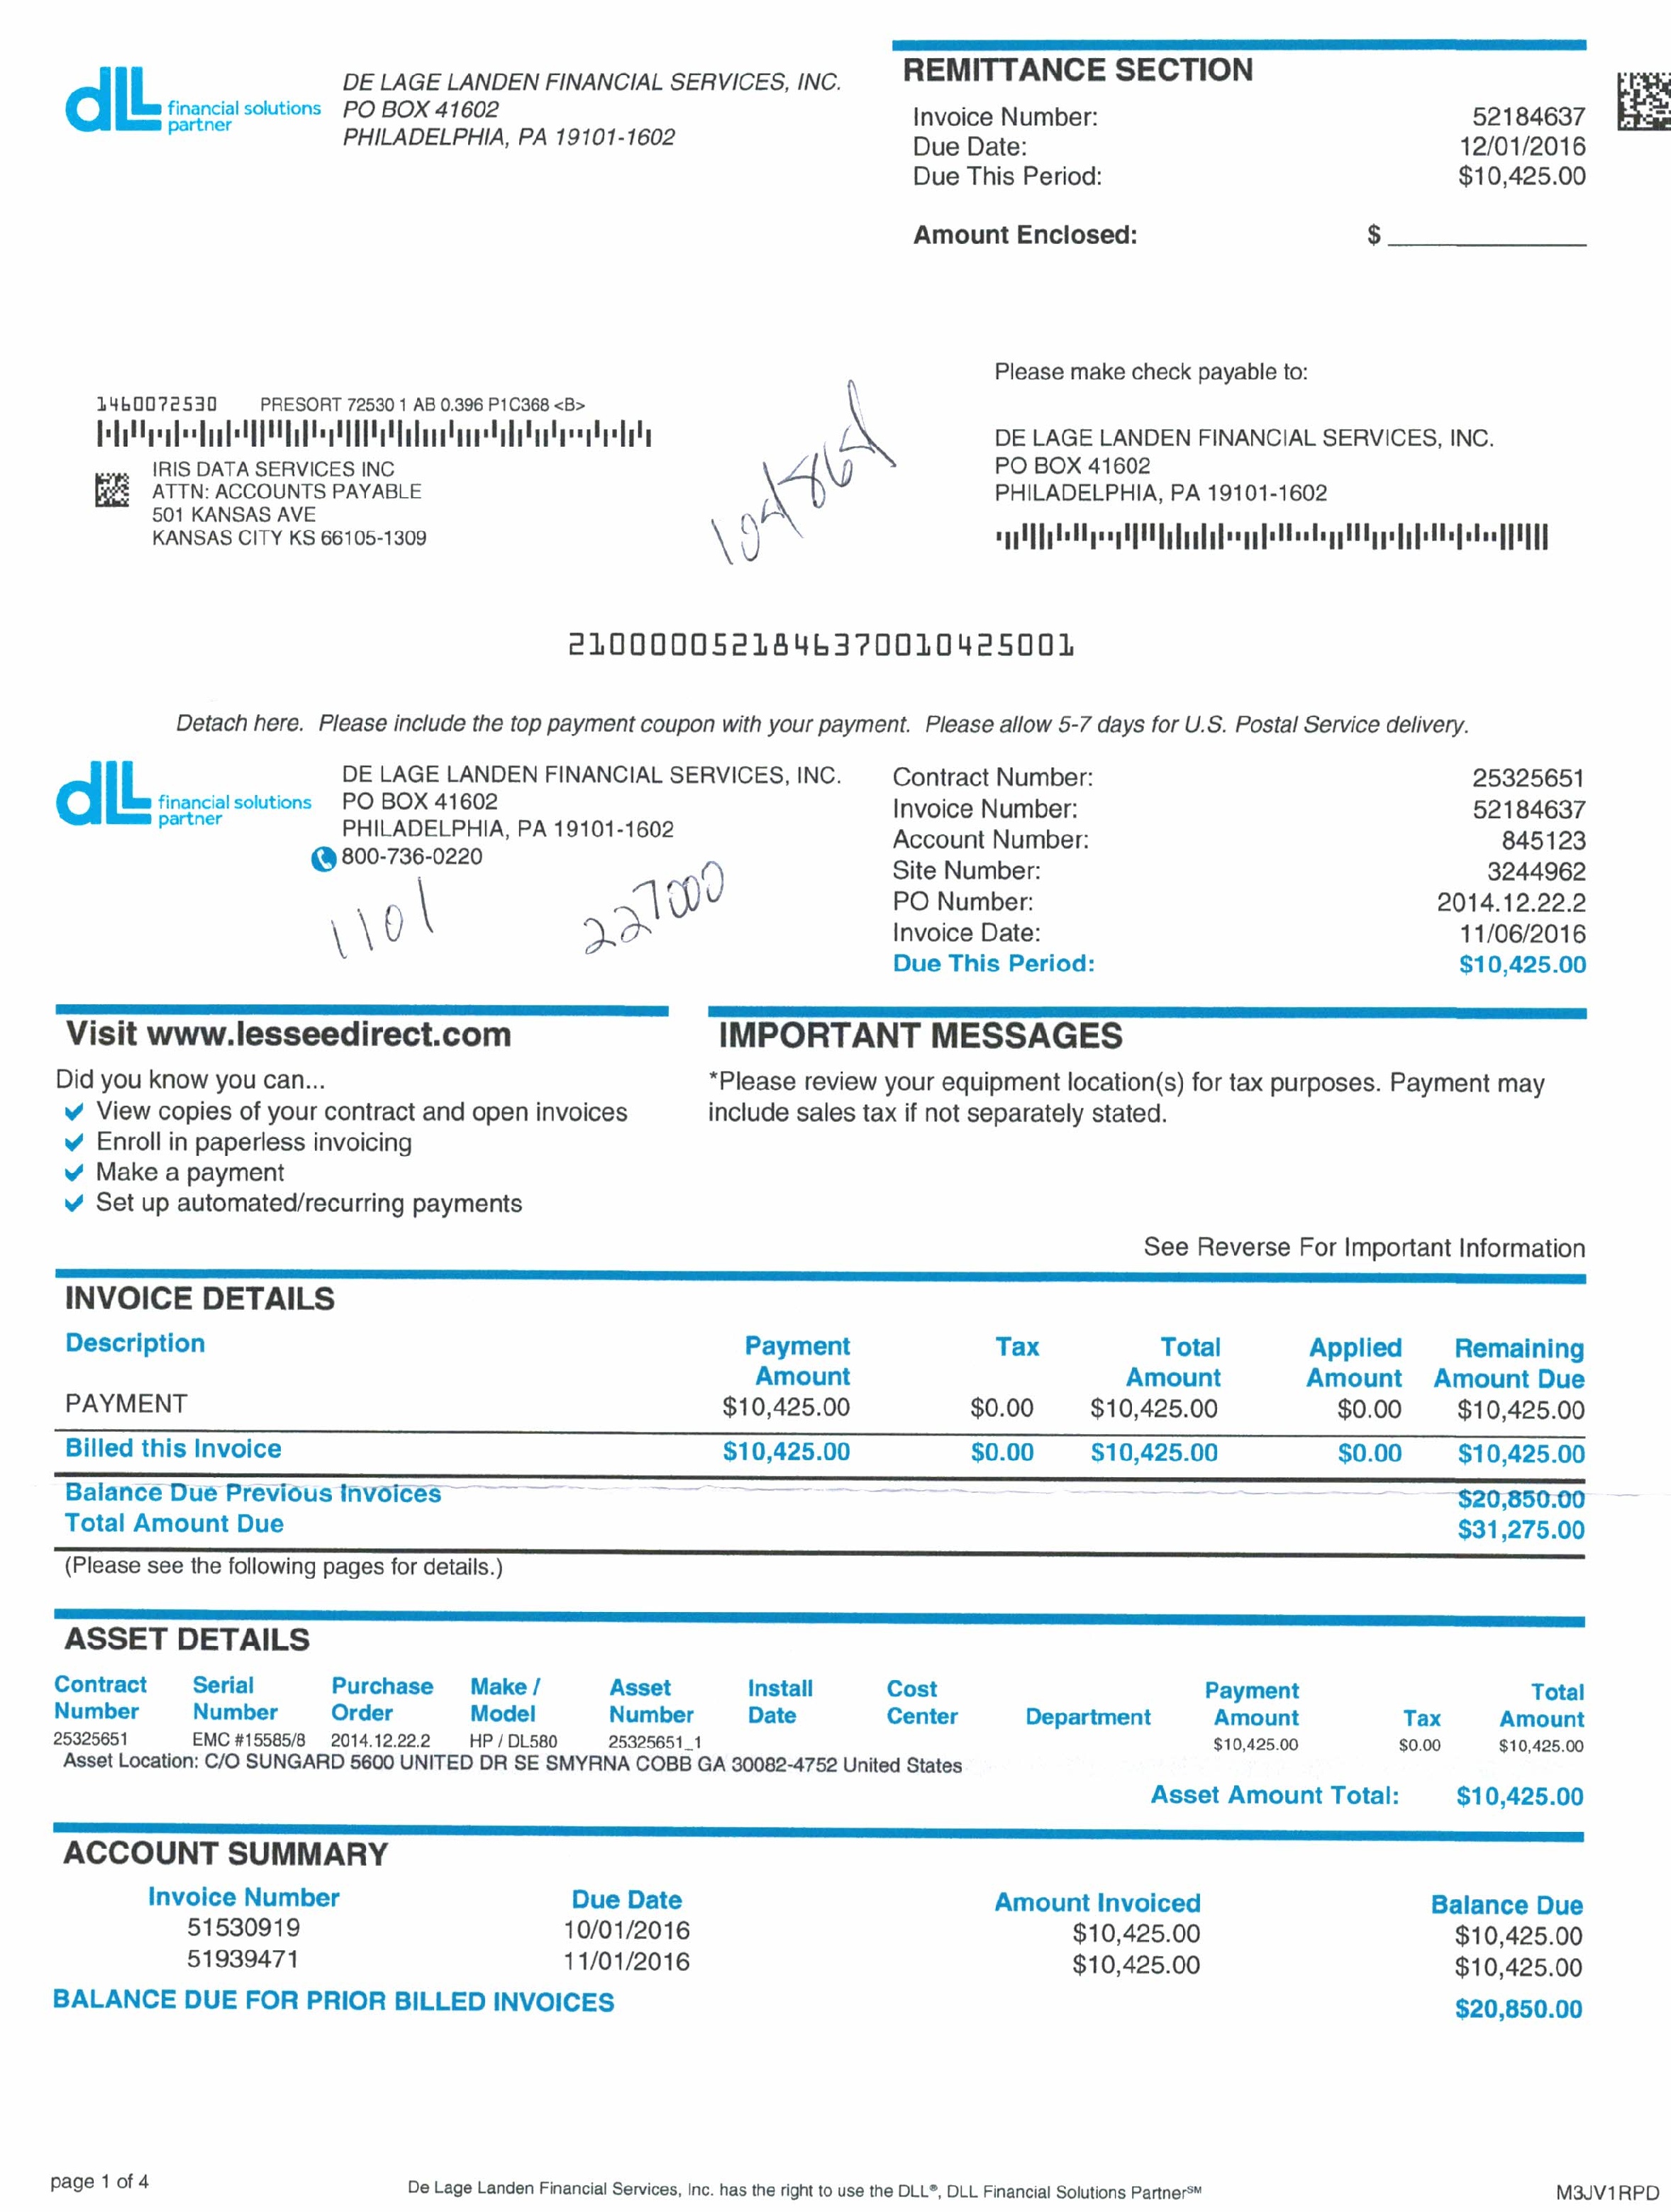 dLL financial solutions partner
DE LAGE LANDEN FINANCIAL SERVICES, INC.
PO BOX 41602
PHILADELPHIA, PA 19101-1602
REMITTANCE SECTION
Invoice Number: 52184637
Due Date: 12/01/2016
Due This Period: $10,425.00
Amount Enclosed: $
1460072530 PRESORT 72530 1 AB 0.396 P1C368 <B>
IRIS DATA SERVICES INC
ATTN: ACCOUNTS PAYABLE
501 KANSAS AVE
KANSAS CITY KS 66105-1309
Please make check payable to:
DE LAGE LANDEN FINANCIAL SERVICES, INC.
PO BOX 41602
PHILADELPHIA, PA 19101-1602
2100000521846370010425001
Detach here. Please include the top payment coupon with your payment. Please allow 5-7 days for U.S. Postal Service delivery.
dLL financial solutions partner
DE LAGE LANDEN FINANCIAL SERVICES, INC.
PO BOX 41602
PHILADELPHIA, PA 19101-1602
800-736-0220
1101 227000
Contract Number: 25325651
Invoice Number: 52184637
Account Number: 845123
Site Number: 3244962
PO Number: 2014.12.22.2
Invoice Date: 11/06/2016
Due This Period: $10,425.00
Visit www.lesseedirect.com
Did you know you can...
View copies of your contract and open invoices
Enroll in paperless invoicing
Make a payment
Set up automated/recurring payments
IMPORTANT MESSAGES
*Please review your equipment location(s) for tax purposes. Payment may
include sales tax if not separately stated.
See Reverse For Important Information
INVOICE DETAILS
Description Payment Amount Tax Total Amount Applied Amount Remaining Amount Due
PAYMENT $10,425.00 $0.00 $10,425.00 $0.00 $10,425.00
Billed this Invoice $10,425.00 $0.00 $10,425.00 $0.00 $10,425.00
Balance Due Previous Invoices $20,850.00
Total Amount Due $31,275.00
(Please see the following pages for details.)
ASSET DETAILS
Contract Number Serial Number Purchase Order Make / Model Asset Number Install Date Cost Center Department Payment Amount Tax Total Amount
25325651 EMC #15585/8 2014.12.22.2 HP / DL580 25325651_1 $10,425.00 $0.00 $10,425.00
Asset Location: C/O SUNGARD 5600 UNITED DR SE SMYRNA COBB GA 30082-4752 United States
Asset Amount Total: $10,425.00
ACCOUNT SUMMARY
Invoice Number Due Date Amount Invoiced Balance Due
51530919 10/01/2016 $10,425.00 $10,425.00
51939471 11/01/2016 $10,425.00 $10,425.00
BALANCE DUE FOR PRIOR BILLED INVOICES $20,850.00
page 1 of 4
De Lage Landen Financial Services, Inc. has the right to use the DLL®, DLL Financial Solutions Partner℠
M3JV1RPD